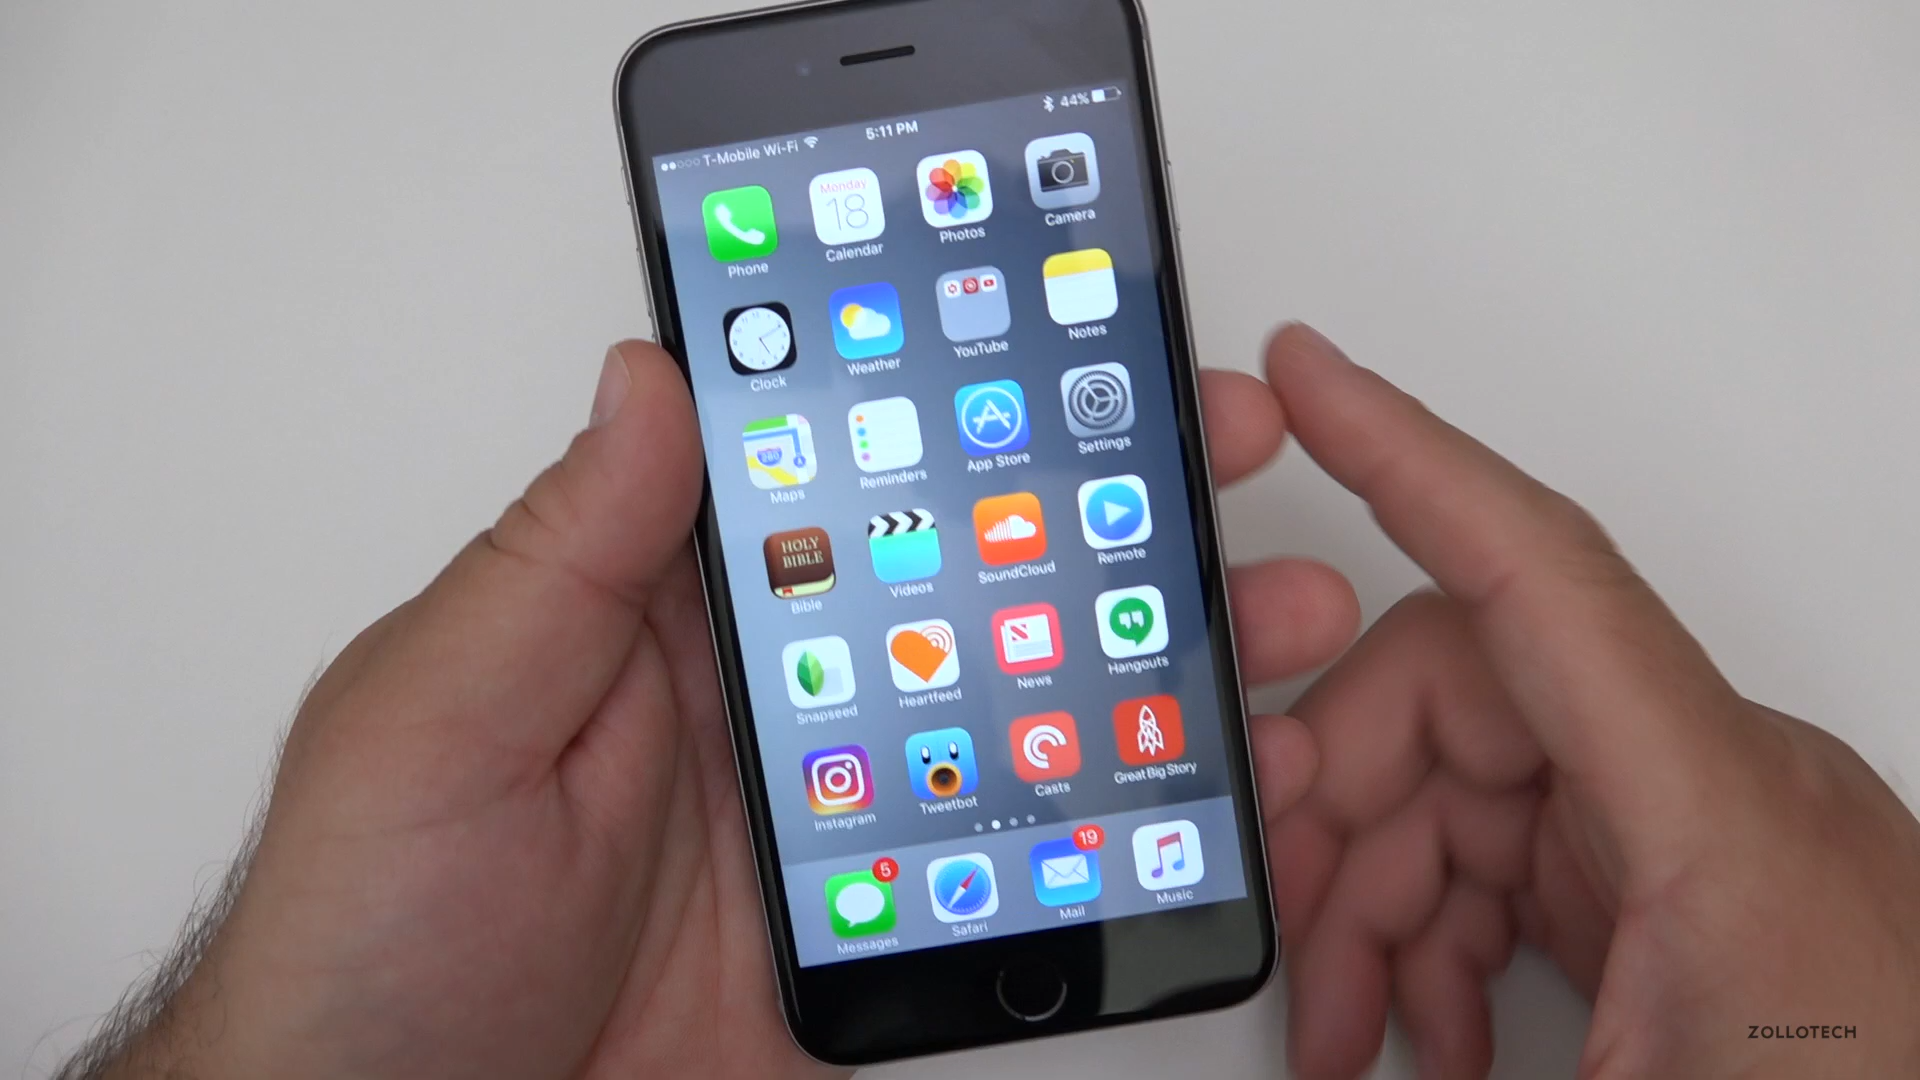 T-Mobile Wi-Fi 5:11 PM 44%
Monday
18
Phone Calendar Photos Camera
Clock Weather YouTube Notes
280
Maps Reminders App Store Settings
HOLY
BIBLE
Bible Videos SoundCloud Remote
Snapseed Heartfeed News Hangouts
Instagram Tweetbot Casts Great Big Story
5 19
Messages Safari Mail Music
ZOLLOTECH